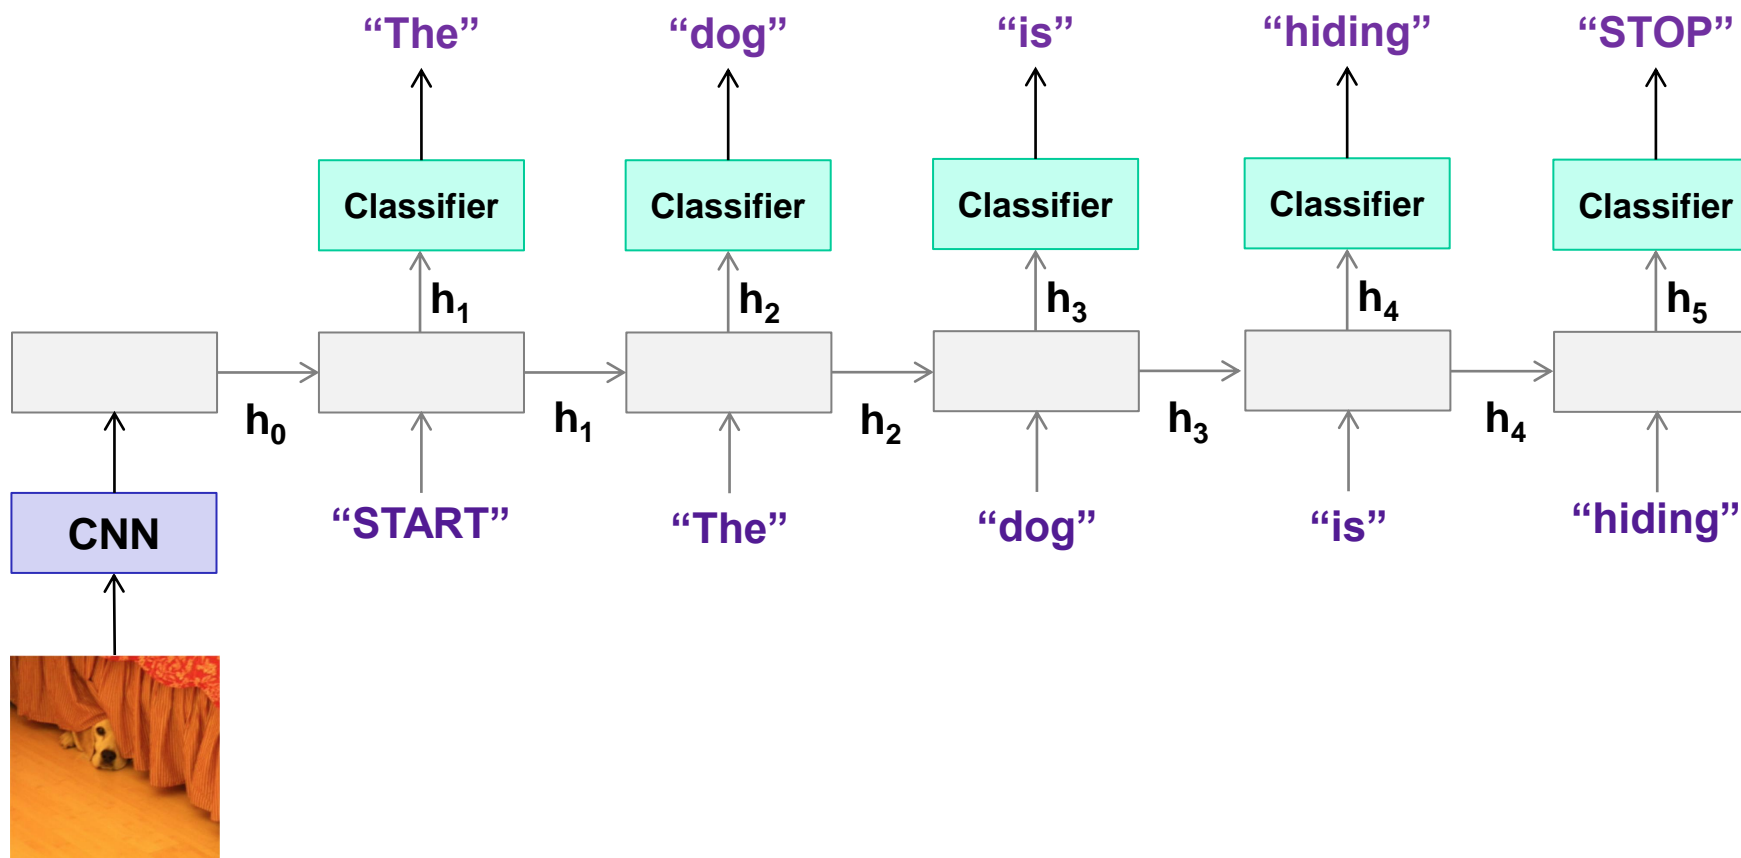 “The” “dog” “is” “hiding” “STOP”
Classifier Classifier Classifier Classifier Classifier
h₁ h₂ h₃ h₄ h₅
h₀ h₁ h₂ h₃ h₄
CNN “START” “The” “dog” “is” “hiding”